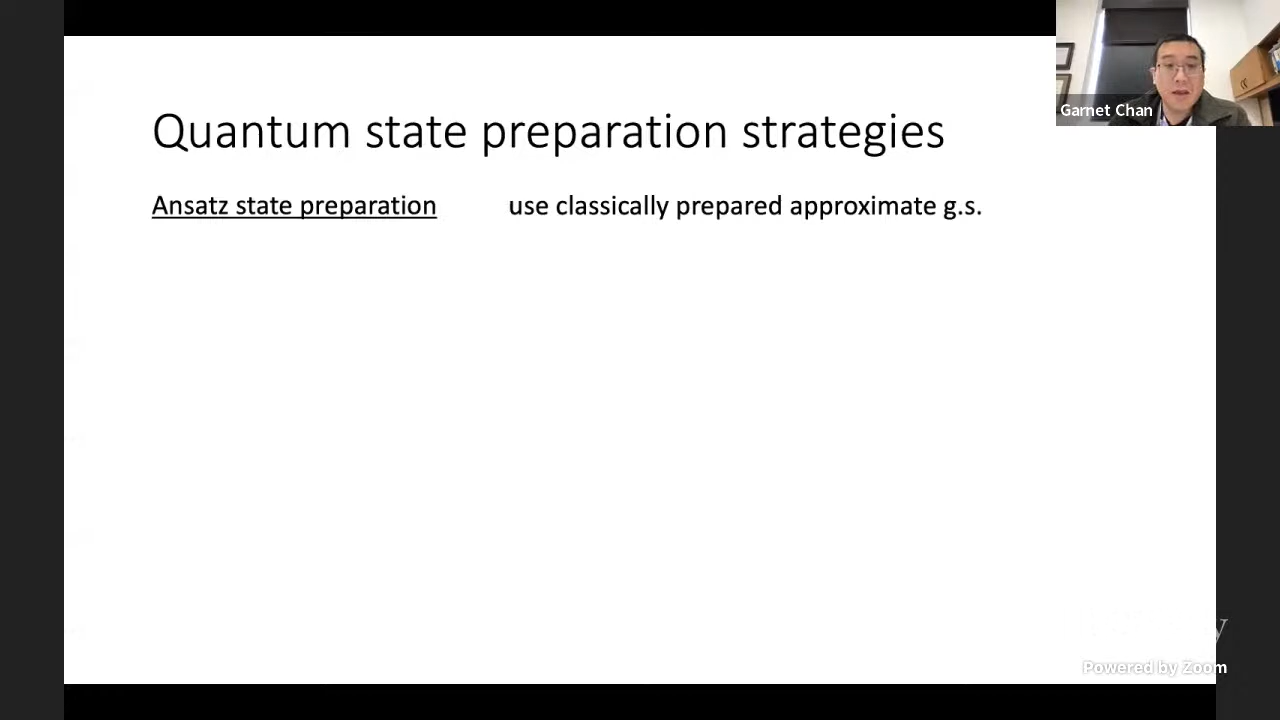 Garnet Chan
Quantum state preparation strategies
Ansatz state preparation use classically prepared approximate g.s.
Powered by Zoom